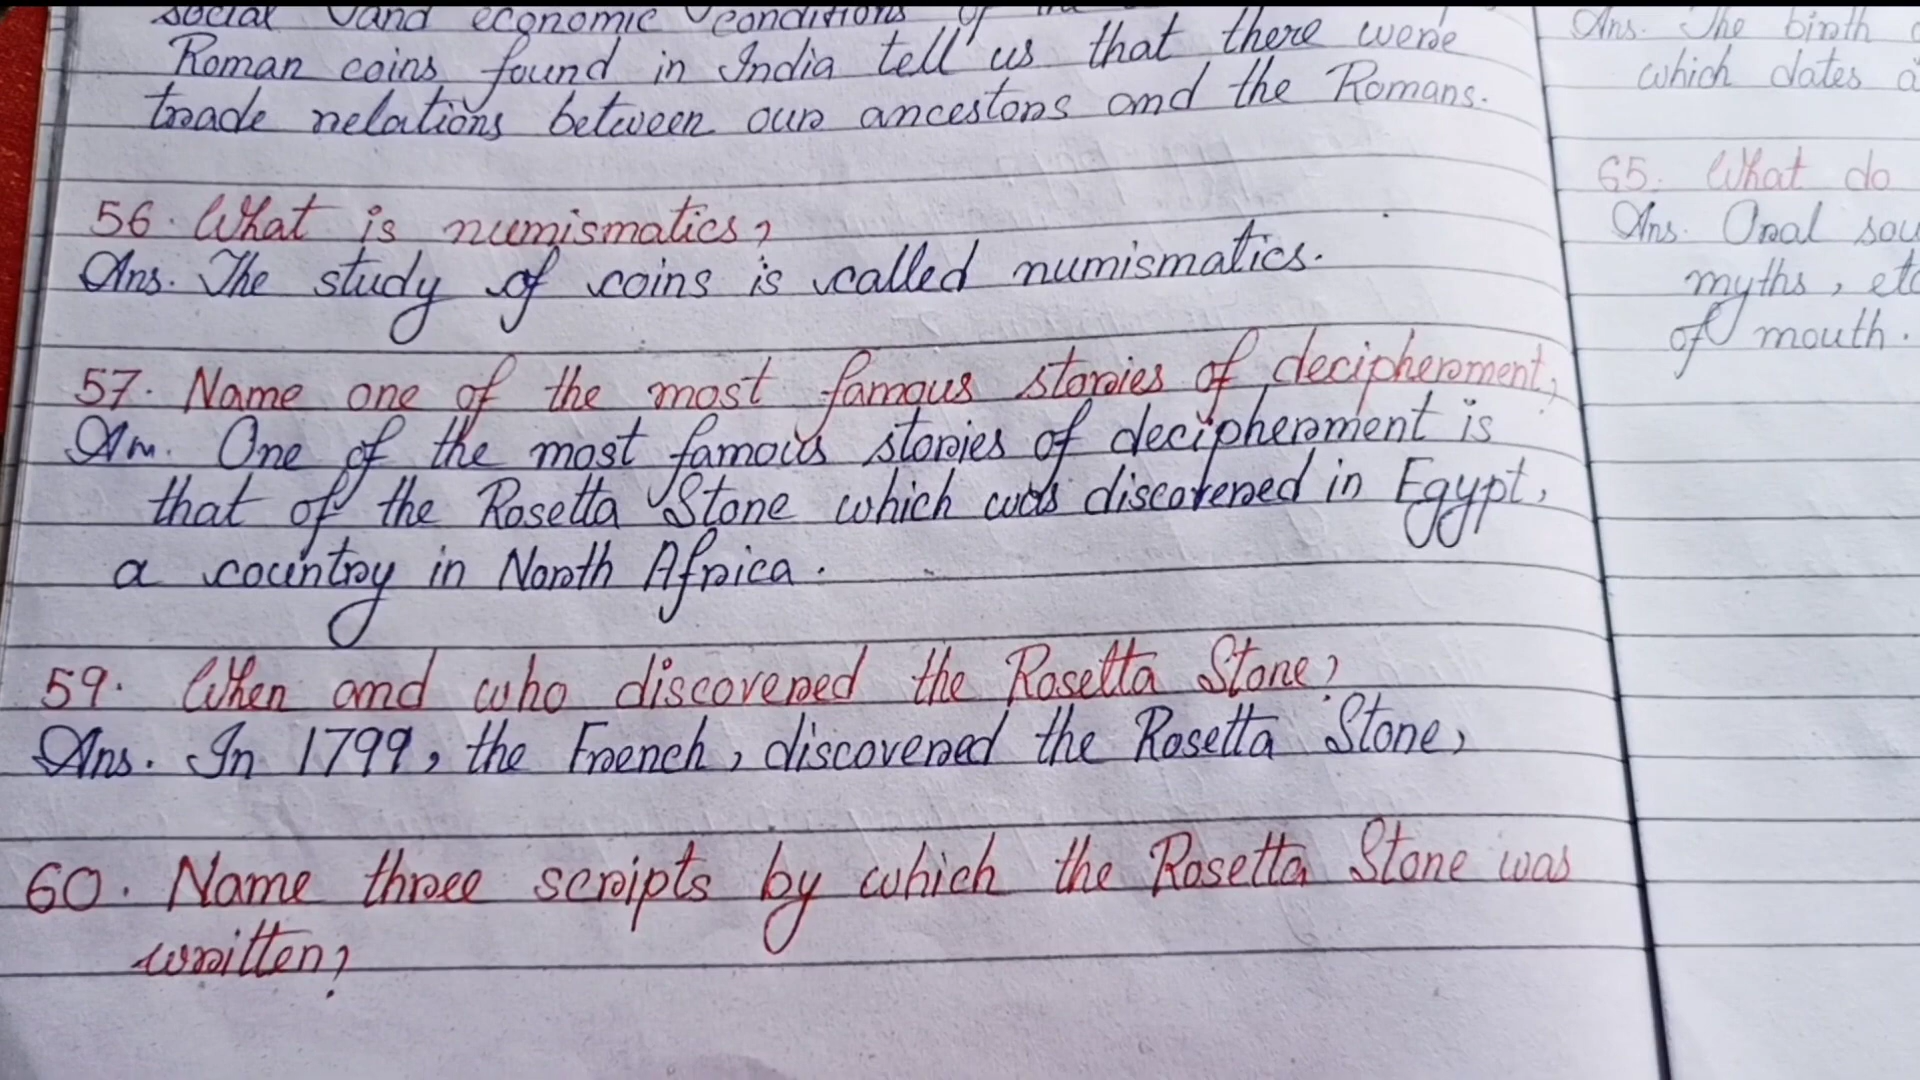 social and economic conditions of
Roman coins found in India tell us that there were
trade relations between our ancestors and the Romans.
56. What is numismatics?
Ans. The study of coins is called numismatics.
57. Name one of the most famous stories of decipherment?
Ans. One of the most famous stories of decipherment is
that of the Rosetta Stone which was discovered in Egypt,
a country in North Africa.
59. When and who discovered the Rosetta Stone?
Ans. In 1799, the French, discovered the Rosetta Stone,
60. Name three scripts by which the Rosetta Stone was
written?
Ans. The birth
which dates
65. What do
Ans. Oral sou
myths, etc
of mouth.